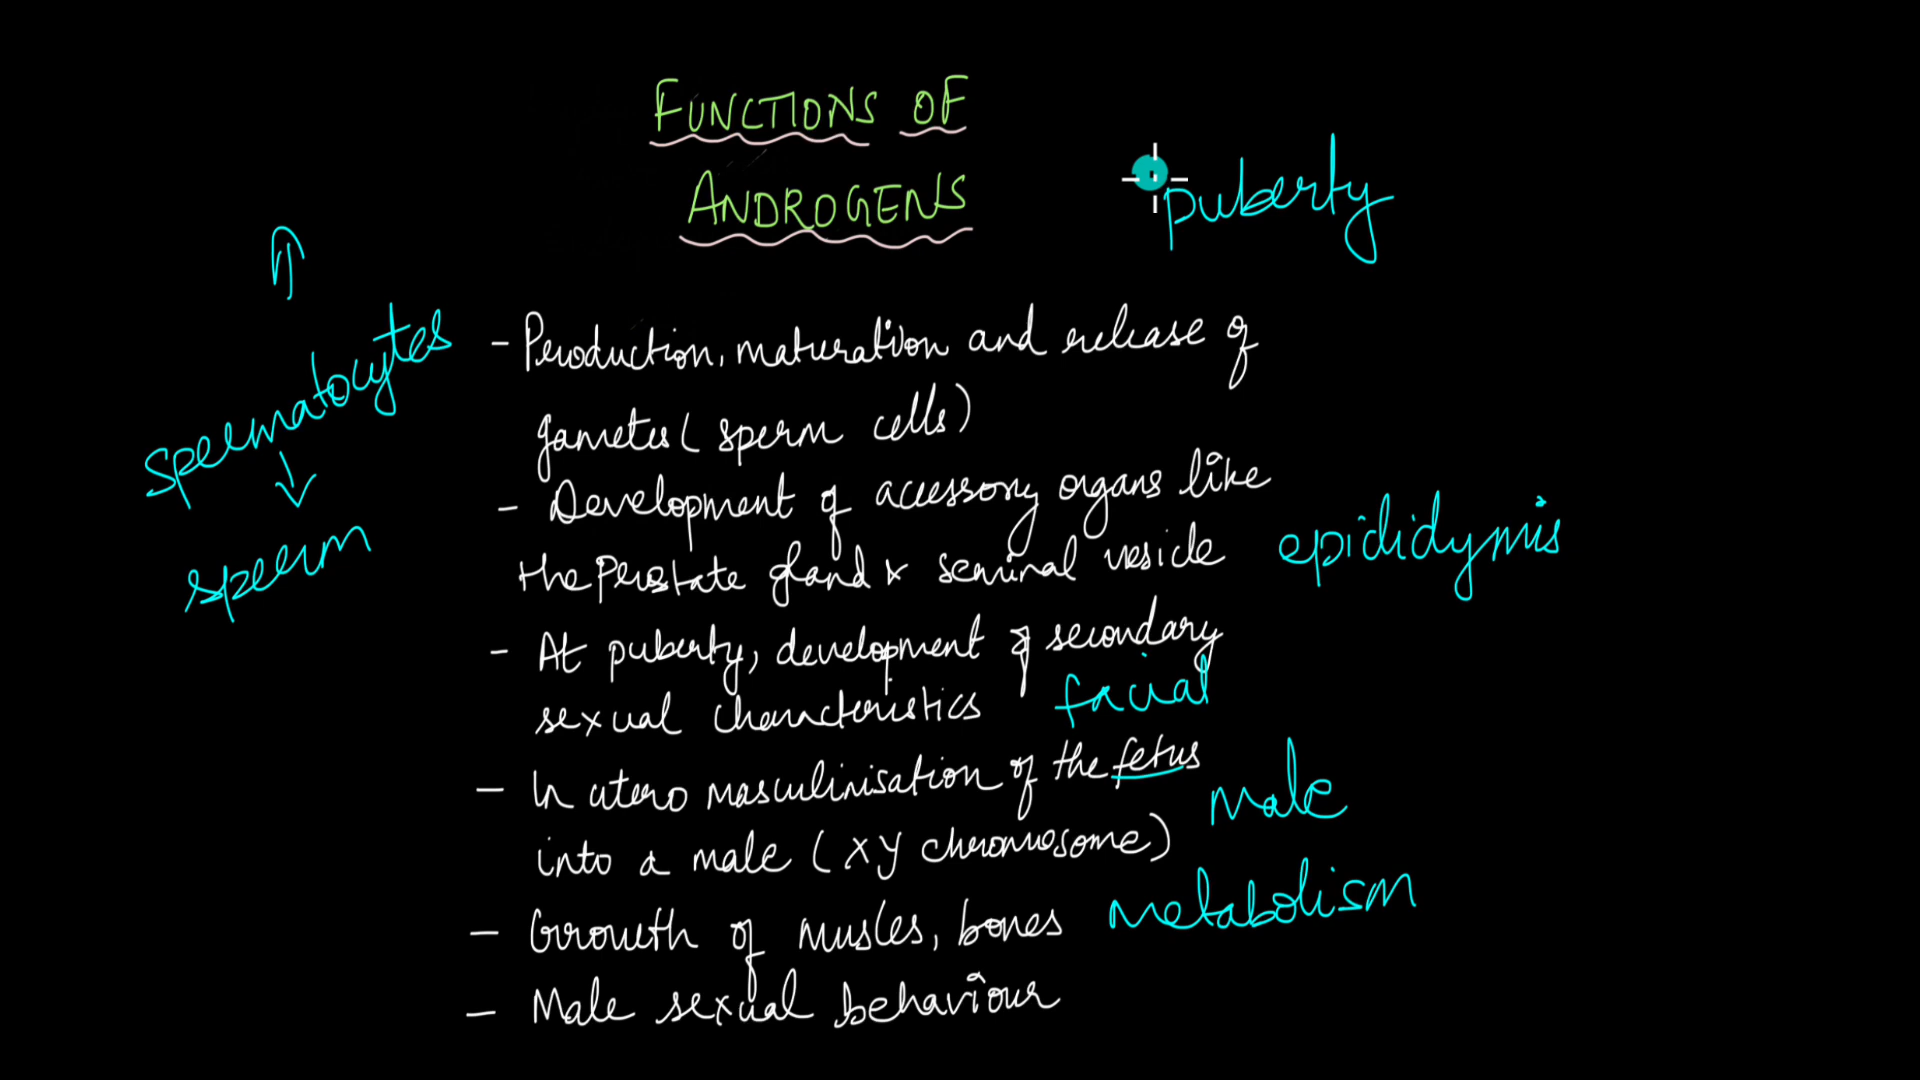 FUNCTIONS OF
ANDROGENS
puberty
spermatocytes
sperm
- Production, maturation and release of
gametes (sperm cells)
- Development of accessory organs like
the Prostate gland & seminal vesicle
epididymis
- At puberty, development of secondary
sexual characteristics
facial
- In utero masculinisation of the fetus
into a male (XY chromosome)
Male
- Growth of musles, bones
metabolism
- Male sexual behaviour